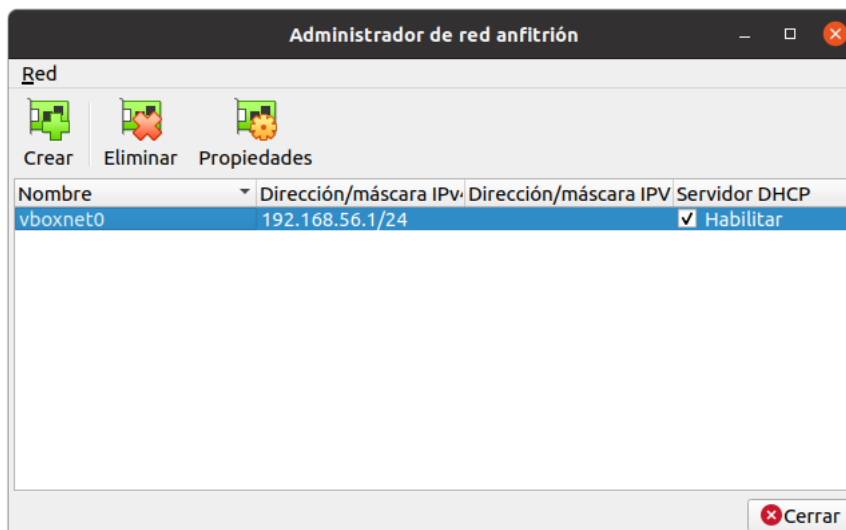 Administrador de red anfitrión
Red
Crear Eliminar Propiedades
Nombre Dirección/máscara IPv4 Dirección/máscara IPV Servidor DHCP
vboxnet0 192.168.56.1/24 Habilitar
Cerrar